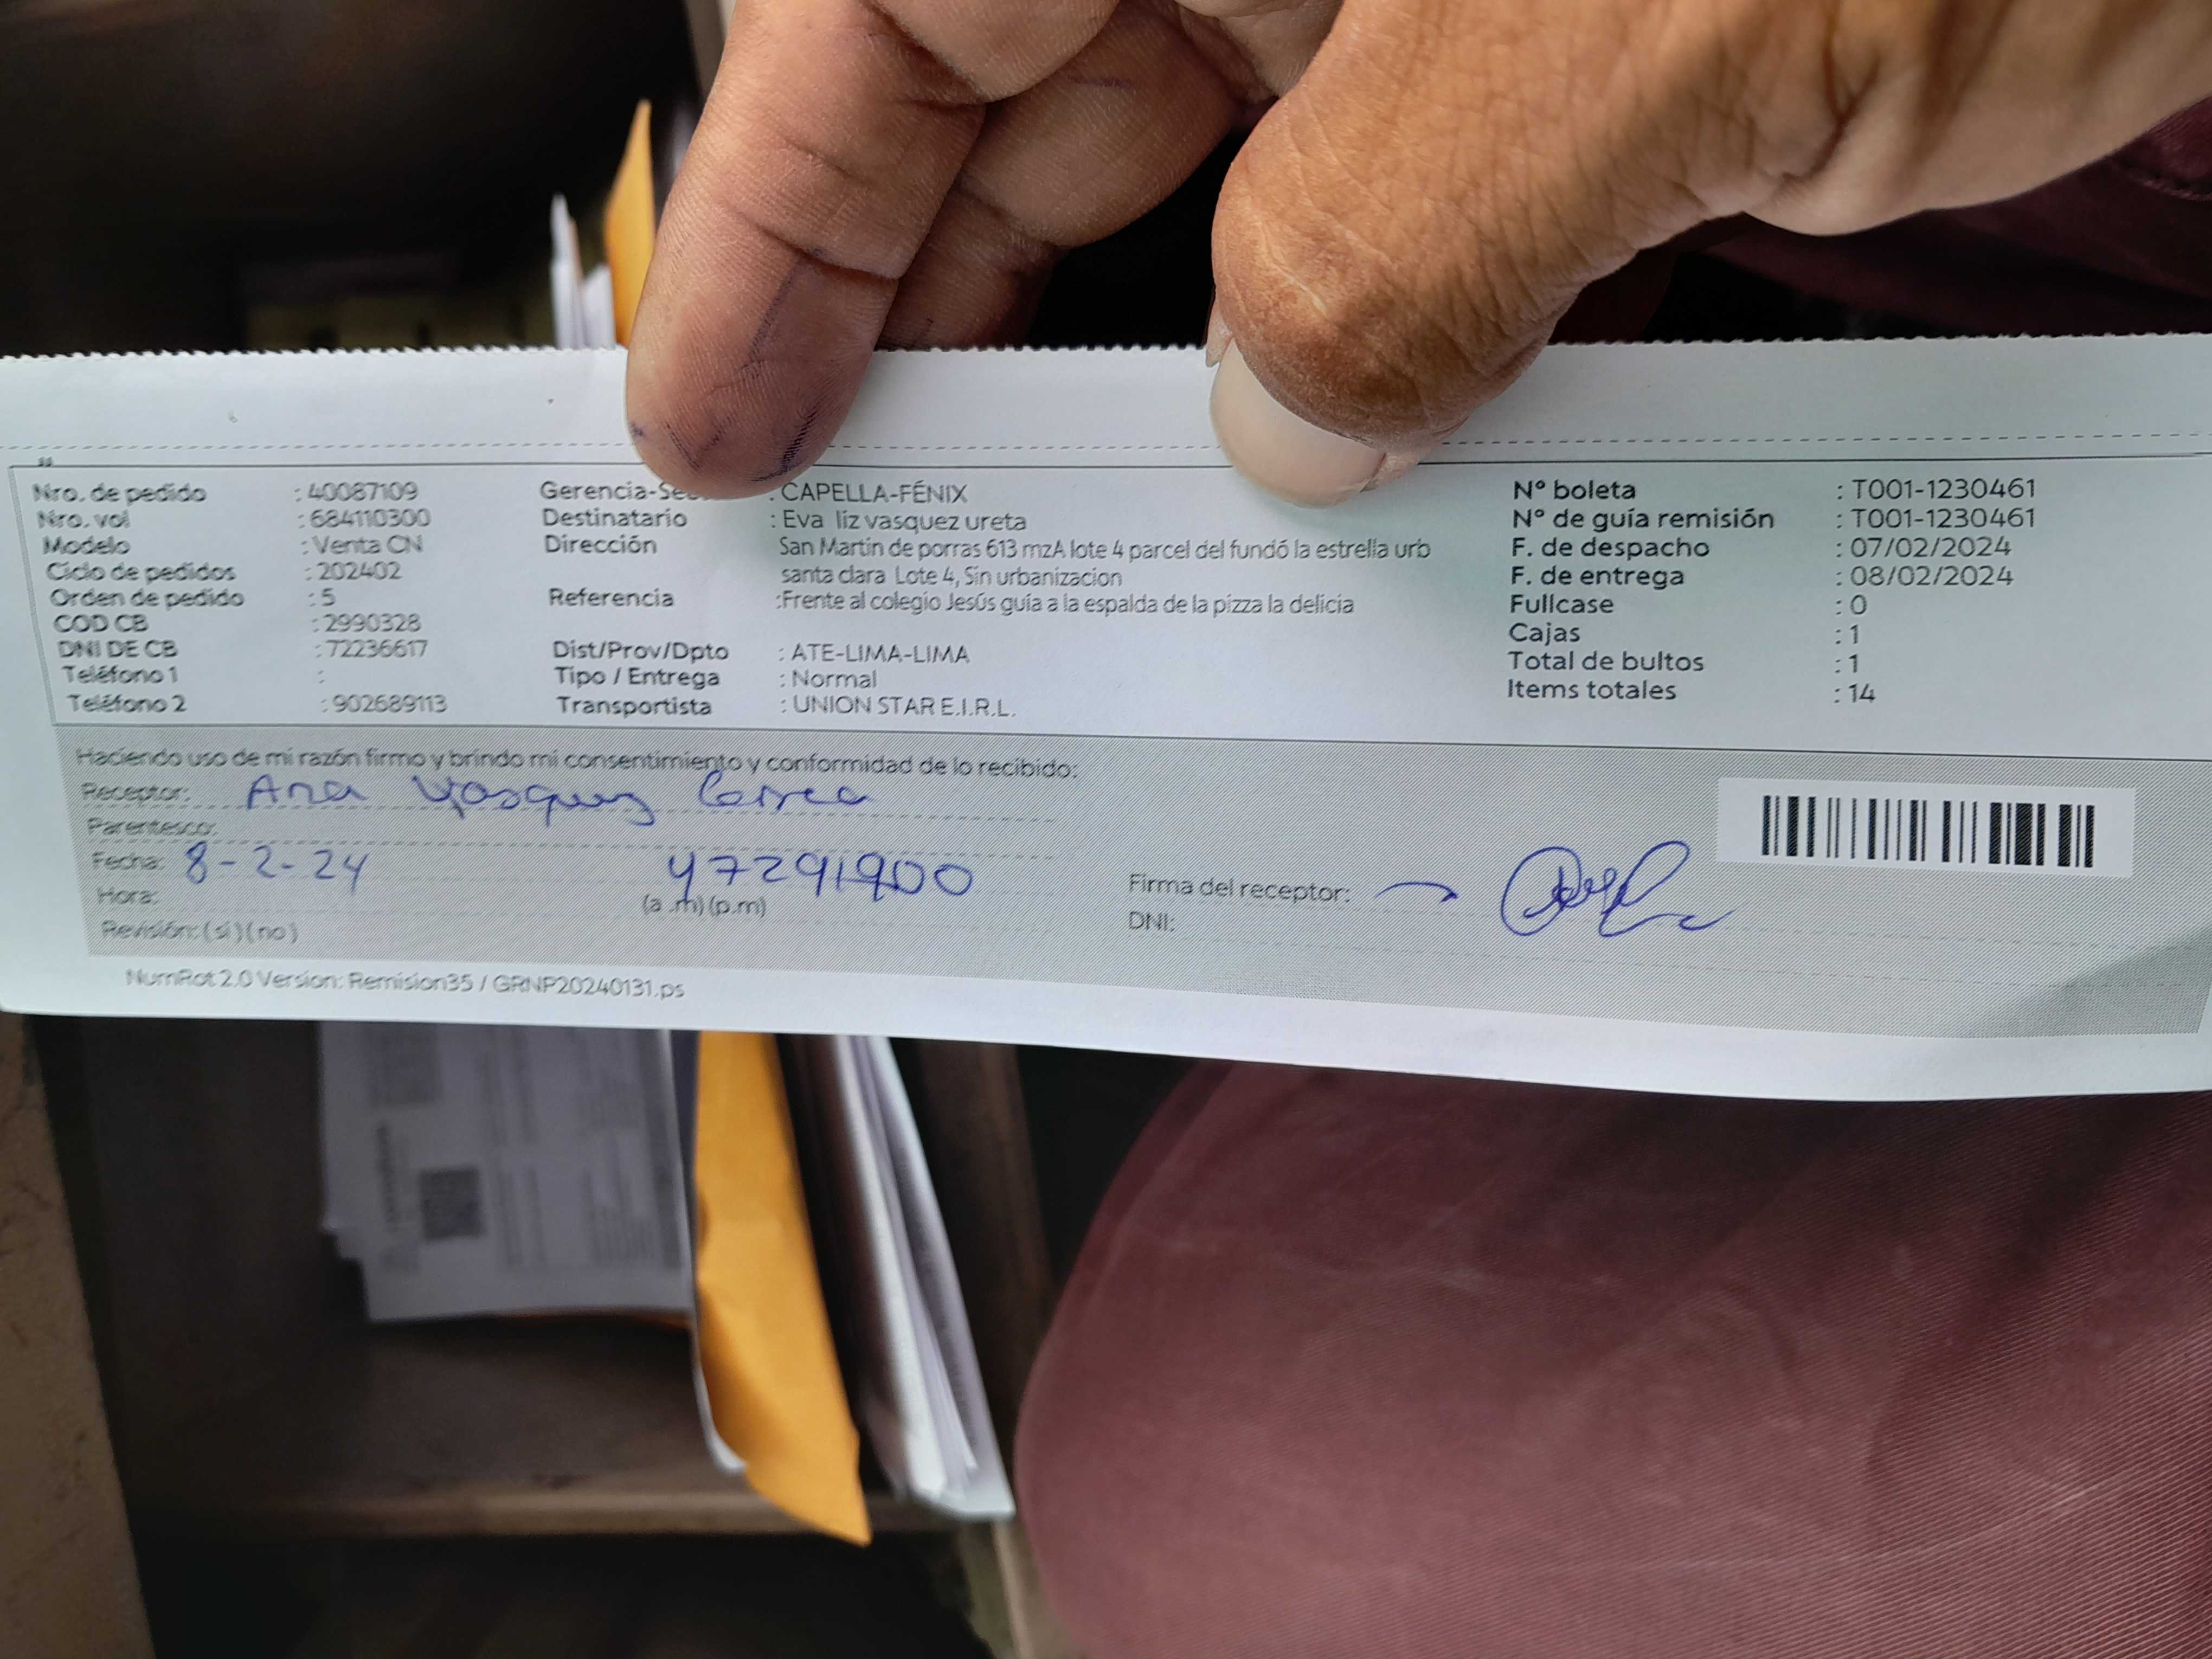 Nro. de pedido : 40087109
Nro. vol : 684110300
Modelo : Venta CN
Ciclo de pedidos : 202402
Orden de pedido : 5
COD CB : 2990328
DNI DE CB : 72236617
Teléfono 1 :
Teléfono 2 : 902689113
Gerencia-Sec : CAPELLA-FÉNIX
Destinatario : Eva liz vasquez ureta
Dirección San Martin de porras 613 mzA lote 4 parcel del fundó la estrella urb
santa clara Lote 4, Sin urbanizacion
Referencia :Frente al colegio Jesús guia a la espalda de la pizza la delicia
Dist/Prov/Dpto : ATE-LIMA-LIMA
Tipo / Entrega : Normal
Transportista : UNION STAR E.I.R.L.
N° boleta : T001-1230461
N° de guía remisión : T001-1230461
F. de despacho : 07/02/2024
F. de entrega : 08/02/2024
Fullcase : 0
Cajas : 1
Total de bultos : 1
Items totales : 14
Haciendo uso de mi razón firmo y brindo mi consentimiento y conformidad de lo recibido:
Receptor: Ana Vasquez
Parentesco:
Fecha: 8-2-24
Hora: (a .m) (p.m)
Revisión: (si) (no)
Firma del receptor:
DNI:
NumRot 2.0 Version: Remision35 / GRNP20240131.ps